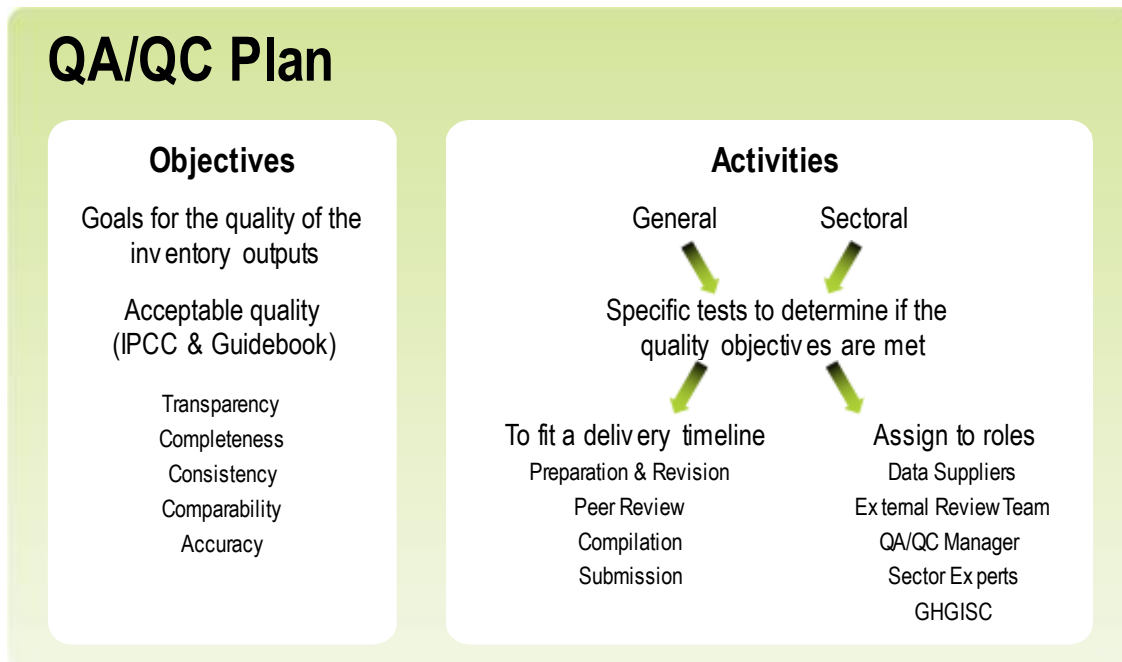 QA/QC Plan
Objectives
Goals for the quality of the
inventory outputs
Acceptable quality
(IPCC & Guidebook)
Transparency
Completeness
Consistency
Comparability
Accuracy
Activities
General
Sectoral
Specific tests to determine if the
quality objectives are met
To fit a delivery timeline
Preparation & Revision
Peer Review
Compilation
Submission
Assign to roles
Data Suppliers
External Review Team
QA/QC Manager
Sector Experts
GHGISC